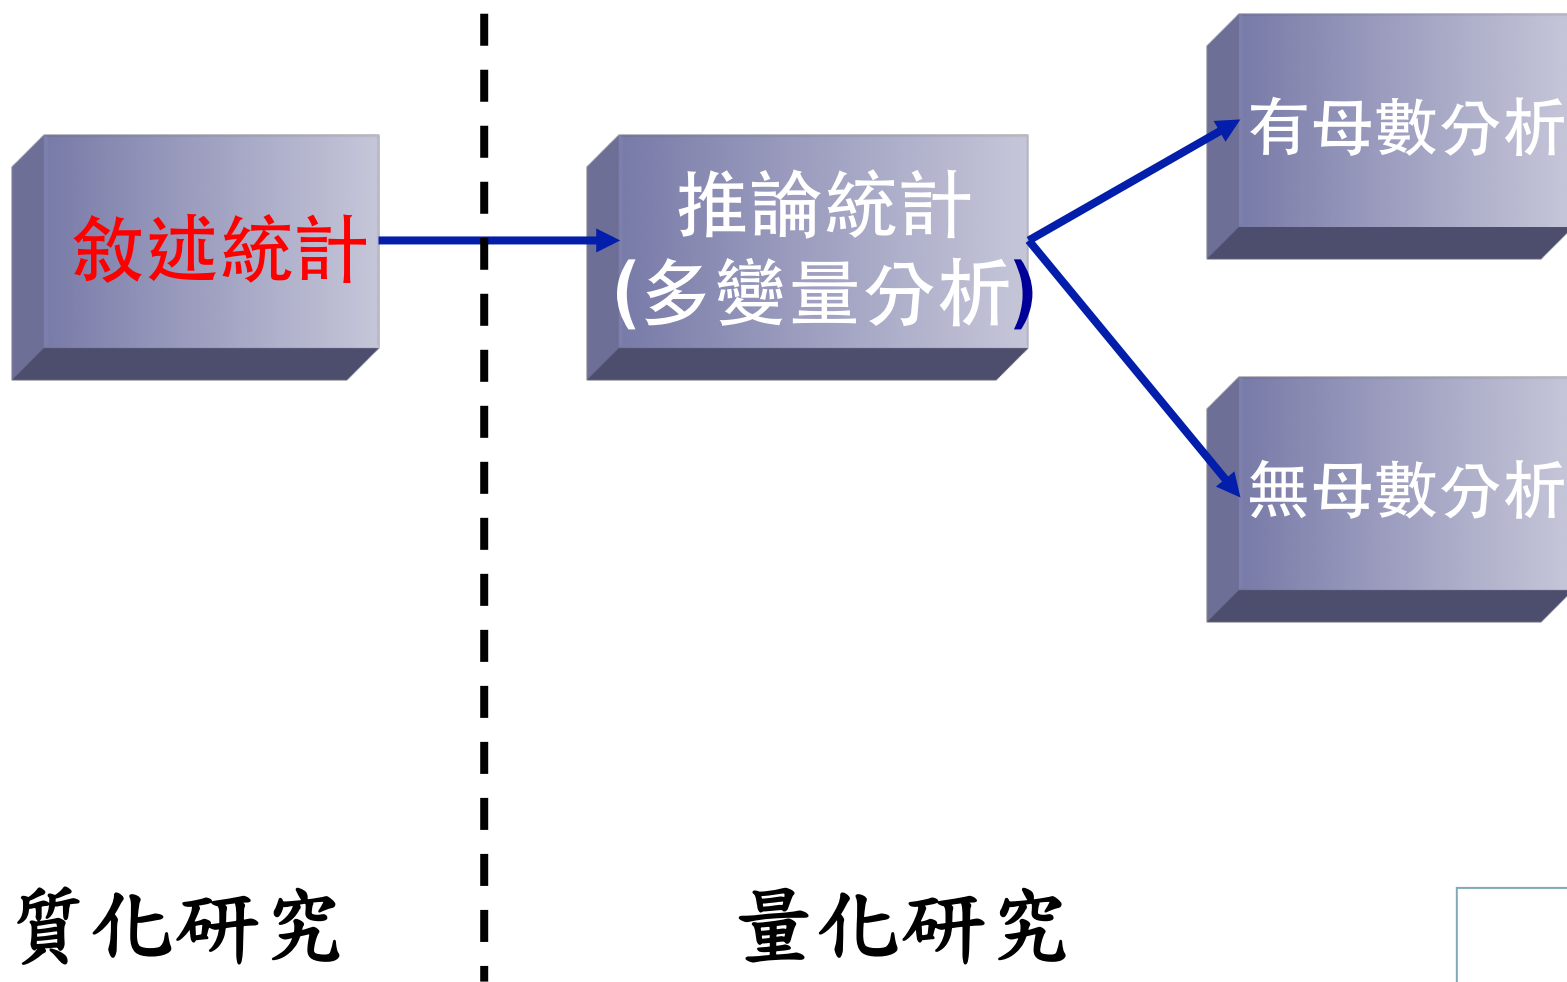 敘述統計
推論統計
(多變量分析)
有母數分析
無母數分析
質化研究
量化研究